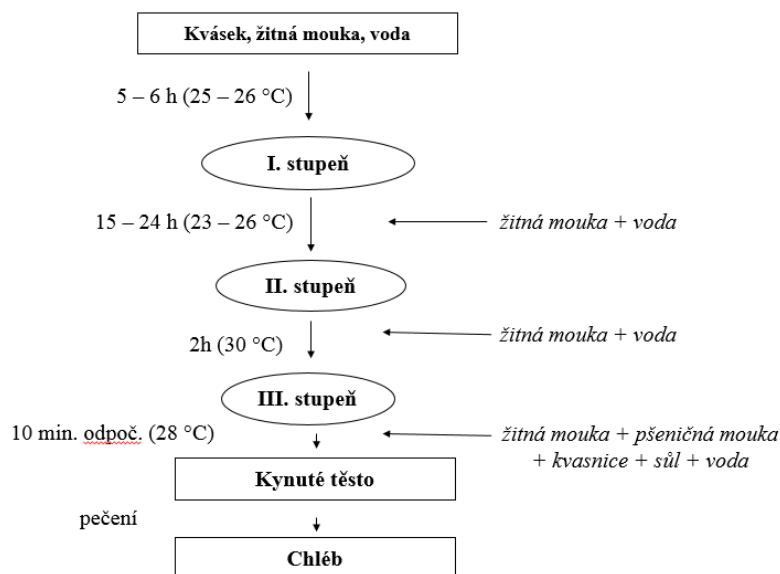 Kvásek, žitná mouka, voda
5 – 6 h (25 – 26 °C)
I. stupeň
15 – 24 h (23 – 26 °C)
žitná mouka + voda
II. stupeň
2h (30 °C)
žitná mouka + voda
III. stupeň
10 min. odpoč. (28 °C)
žitná mouka + pšeničná mouka
+ kvasnice + sůl + voda
Kynuté těsto
pečení
Chléb